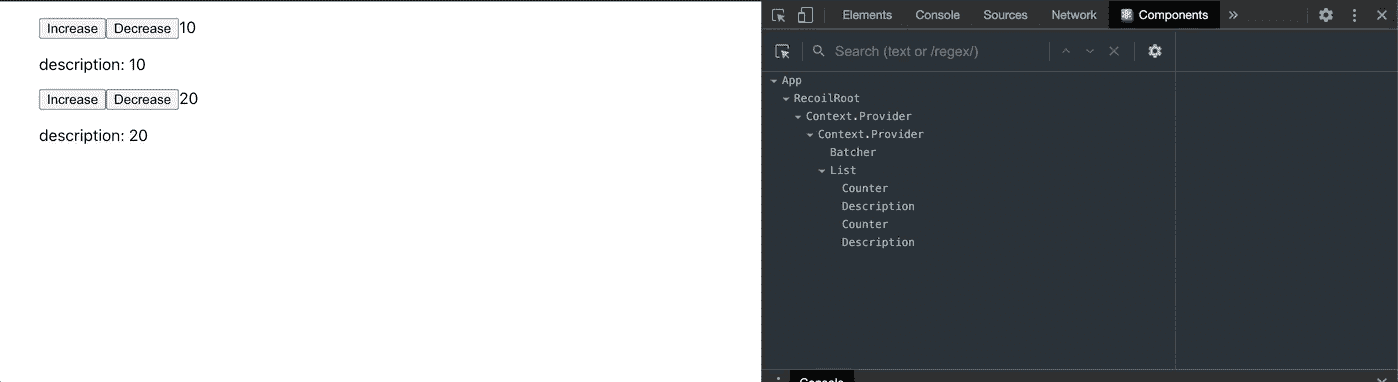 Increase Decrease 10
description: 10
Increase Decrease 20
description: 20
Elements Console Sources Network Components
Search (text or /regex/)
App
RecoilRoot
Context.Provider
Context.Provider
Batcher
List
Counter
Description
Counter
Description
Console